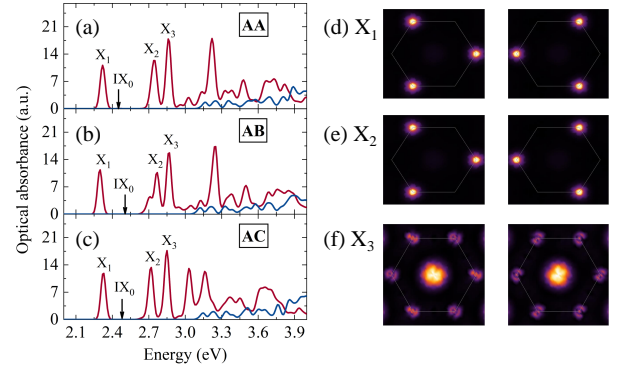 Optical absorbance (a.u.)
(a) AA
X₁ IX₀ X₂ X₃
21
14
7
0
(b) AB
X₁ IX₀ X₂ X₃
21
14
7
0
(c) AC
X₁ IX₀ X₂ X₃
21
14
7
0
2.1 2.4 2.7 3.0 3.3 3.6 3.9
Energy (eV)
(d) X₁
(e) X₂
(f) X₃